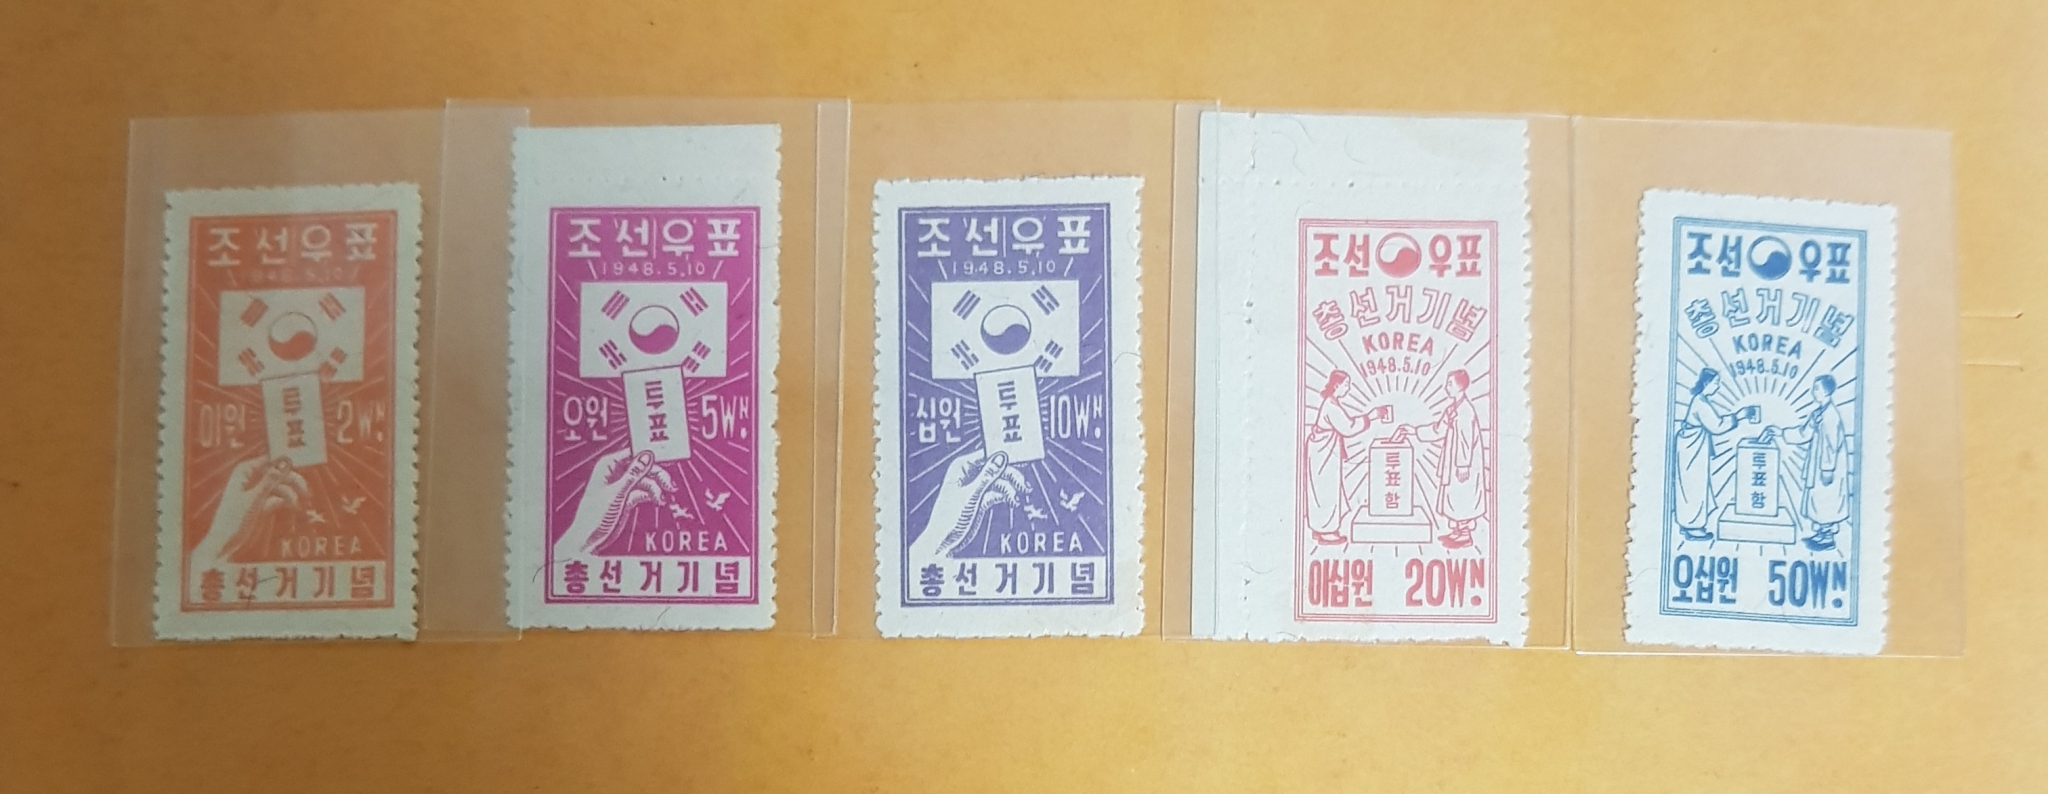 조선우표
1948.5.10
투표
이원 2WN.
KOREA
총선거기념
조선우표
1948.5.10
투표
오원 5WN.
KOREA
총선거기념
조선우표
1948.5.10
투표
십원 10WN.
KOREA
총선거기념
조선우표
총선거기념
KOREA
1948.5.10
투표함
이십원 20WN.
조선우표
총선거기념
KOREA
1948.5.10
투표함
오십원 50WN.